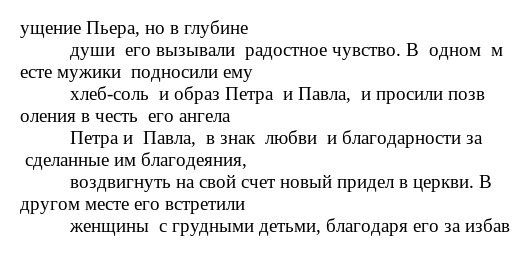 ущение Пьера, но в глубине
души его вызывали радостное чувство. В одном м
есте мужики подносили ему
хлеб-соль и образ Петра и Павла, и просили позв
оления в честь его ангела
Петра и Павла, в знак любви и благодарности за
сделанные им благодеяния,
воздвигнуть на свой счет новый придел в церкви. В
другом месте его встретили
женщины с грудными детьми, благодаря его за избав